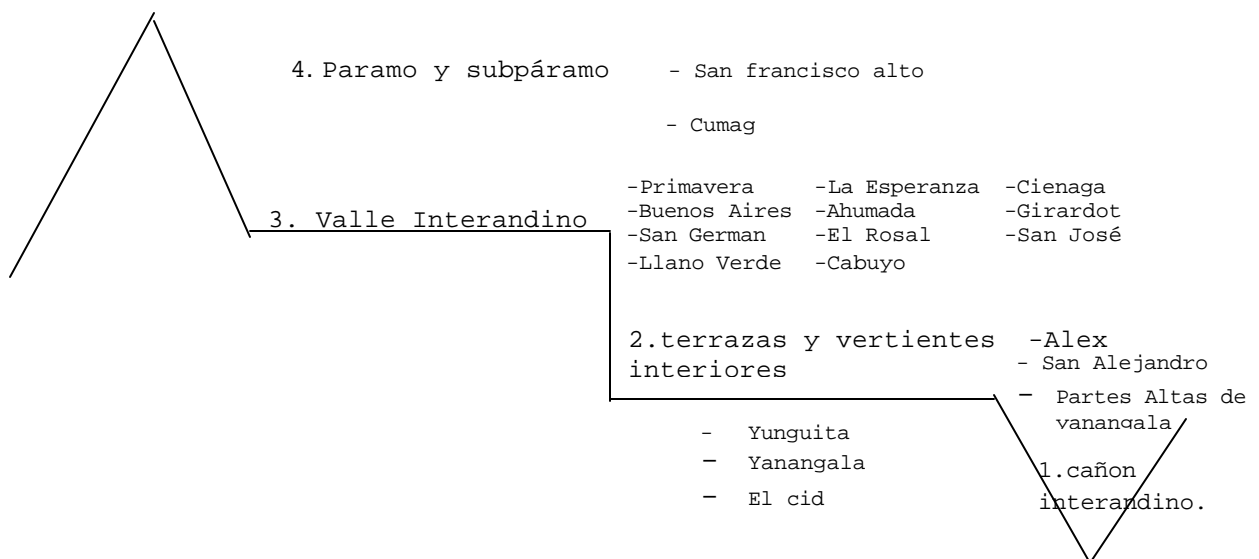 4. Paramo y subpáramo - San francisco alto
- Cumag
-Primavera -La Esperanza -Cienaga
3. Valle Interandino -Buenos Aires -Ahumada -Girardot
-San German -El Rosal -San José
-Llano Verde -Cabuyo
2.terrazas y vertientes -Alex
interiores - San Alejandro
- Partes Altas de
yanangala
- Yunguita
- Yanangala
- El cid
1.cañon
interandino.